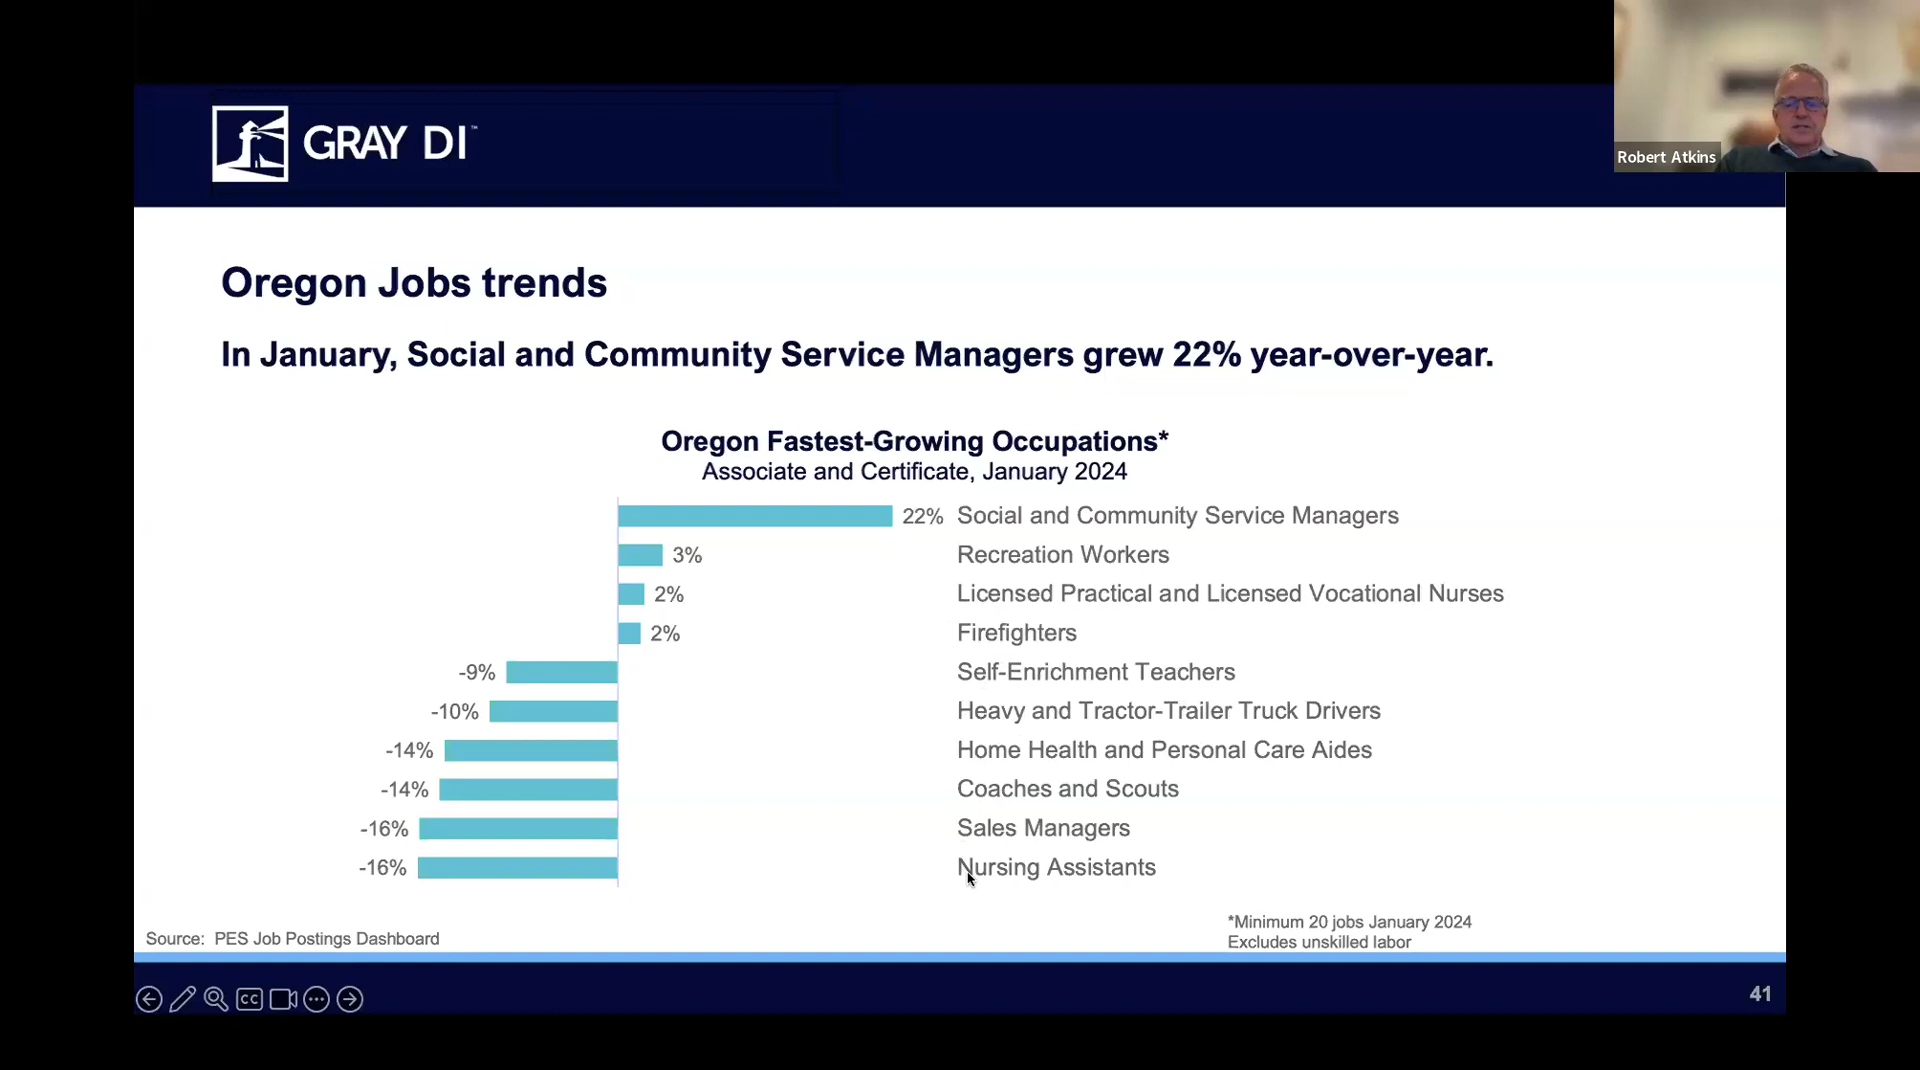 GRAY DI™
Robert Atkins
Oregon Jobs trends
In January, Social and Community Service Managers grew 22% year-over-year.
Oregon Fastest-Growing Occupations*
Associate and Certificate, January 2024
22% Social and Community Service Managers
3% Recreation Workers
2% Licensed Practical and Licensed Vocational Nurses
2% Firefighters
-9% Self-Enrichment Teachers
-10% Heavy and Tractor-Trailer Truck Drivers
-14% Home Health and Personal Care Aides
-14% Coaches and Scouts
-16% Sales Managers
-16% Nursing Assistants
*Minimum 20 jobs January 2024
Excludes unskilled labor
Source: PES Job Postings Dashboard
CC
41